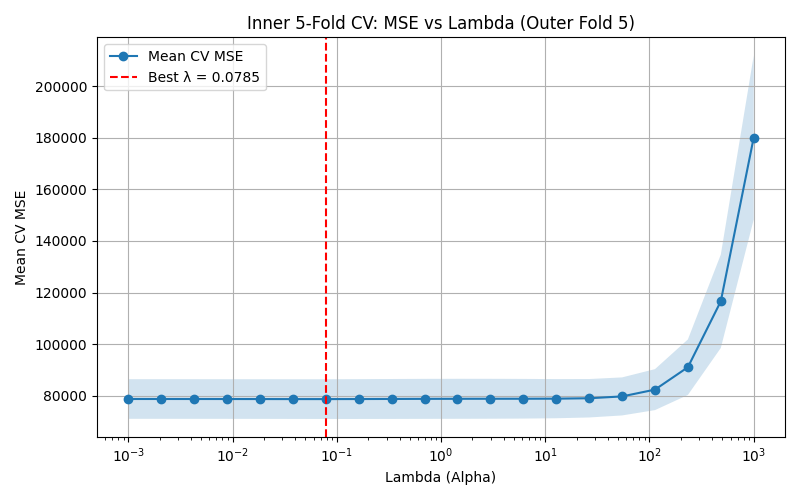 Inner 5-Fold CV: MSE vs Lambda (Outer Fold 5)
Mean CV MSE
Best λ = 0.0785
Mean CV MSE
200000
180000
160000
140000
120000
100000
80000
10⁻³ 10⁻² 10⁻¹ 10⁰ 10¹ 10² 10³
Lambda (Alpha)